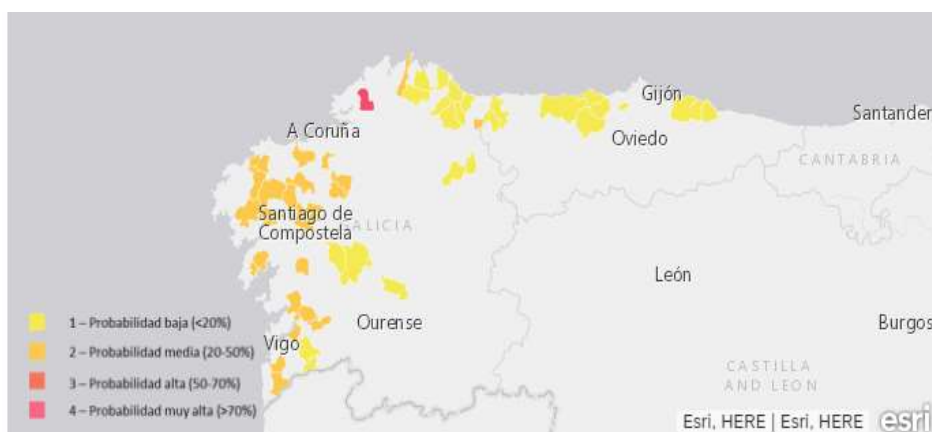 Gijón
Santander
A Coruña
Oviedo
CANTABRIA
Santiago de
Compostela
ALICIA
León
1 – Probabilidad baja (<20%)
2 – Probabilidad media (20-50%)
3 – Probabilidad alta (50-70%)
4 – Probabilidad muy alta (>70%)
Ourense
Burgos
Vigo
CASTILLA
AND LEON
Esri, HERE | Esri, HERE
esri